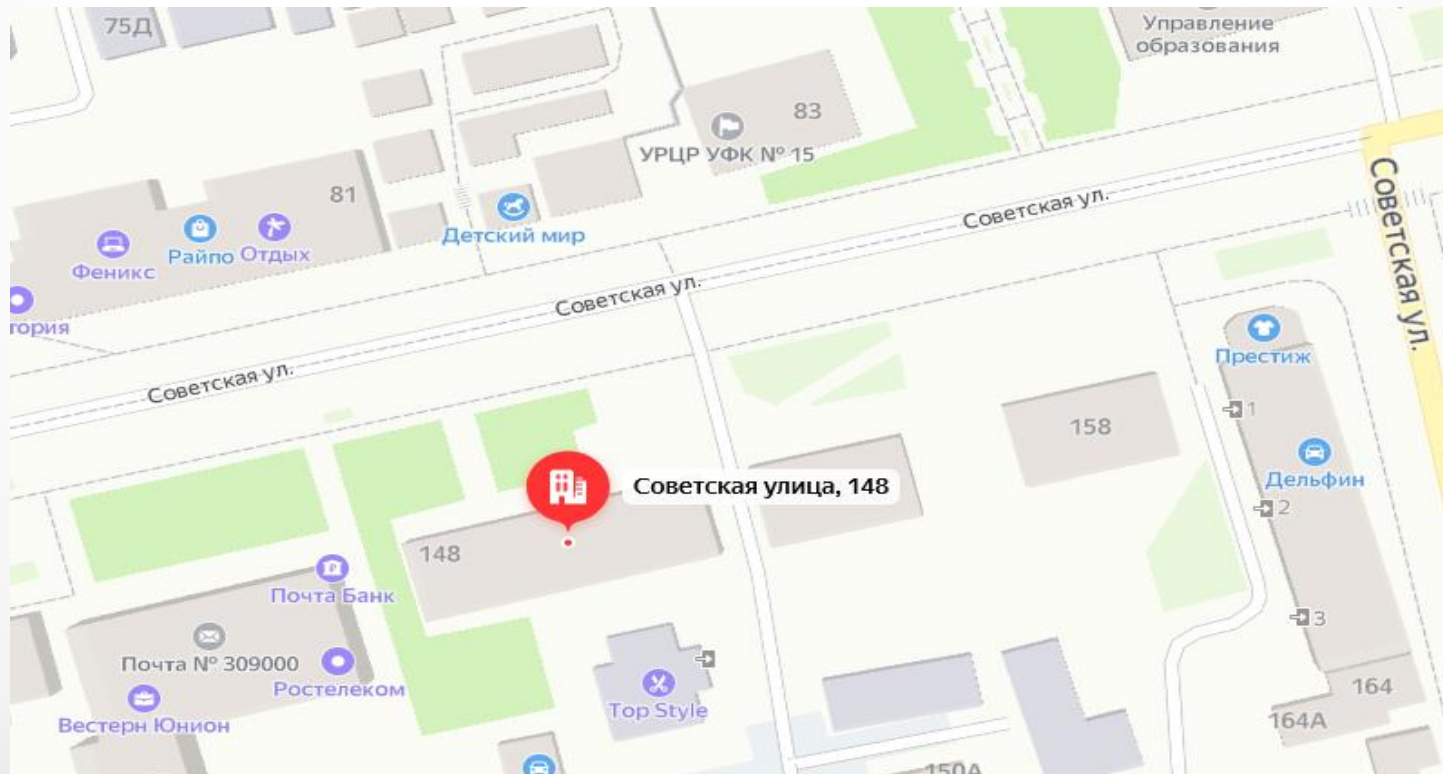 75Д
Управление
образования
83
УРЦР УФК № 15
Советская ул.
81
Детский мир
Советская ул.
Феникс
Райпо
Отдых
Советская ул.
тория
Престиж
Советская ул.
1
158
Дельфин
Советская улица, 148
2
148
Почта Банк
3
Почта № 309000
Ростелеком
Top Style
164
Вестерн Юнион
164А
150А